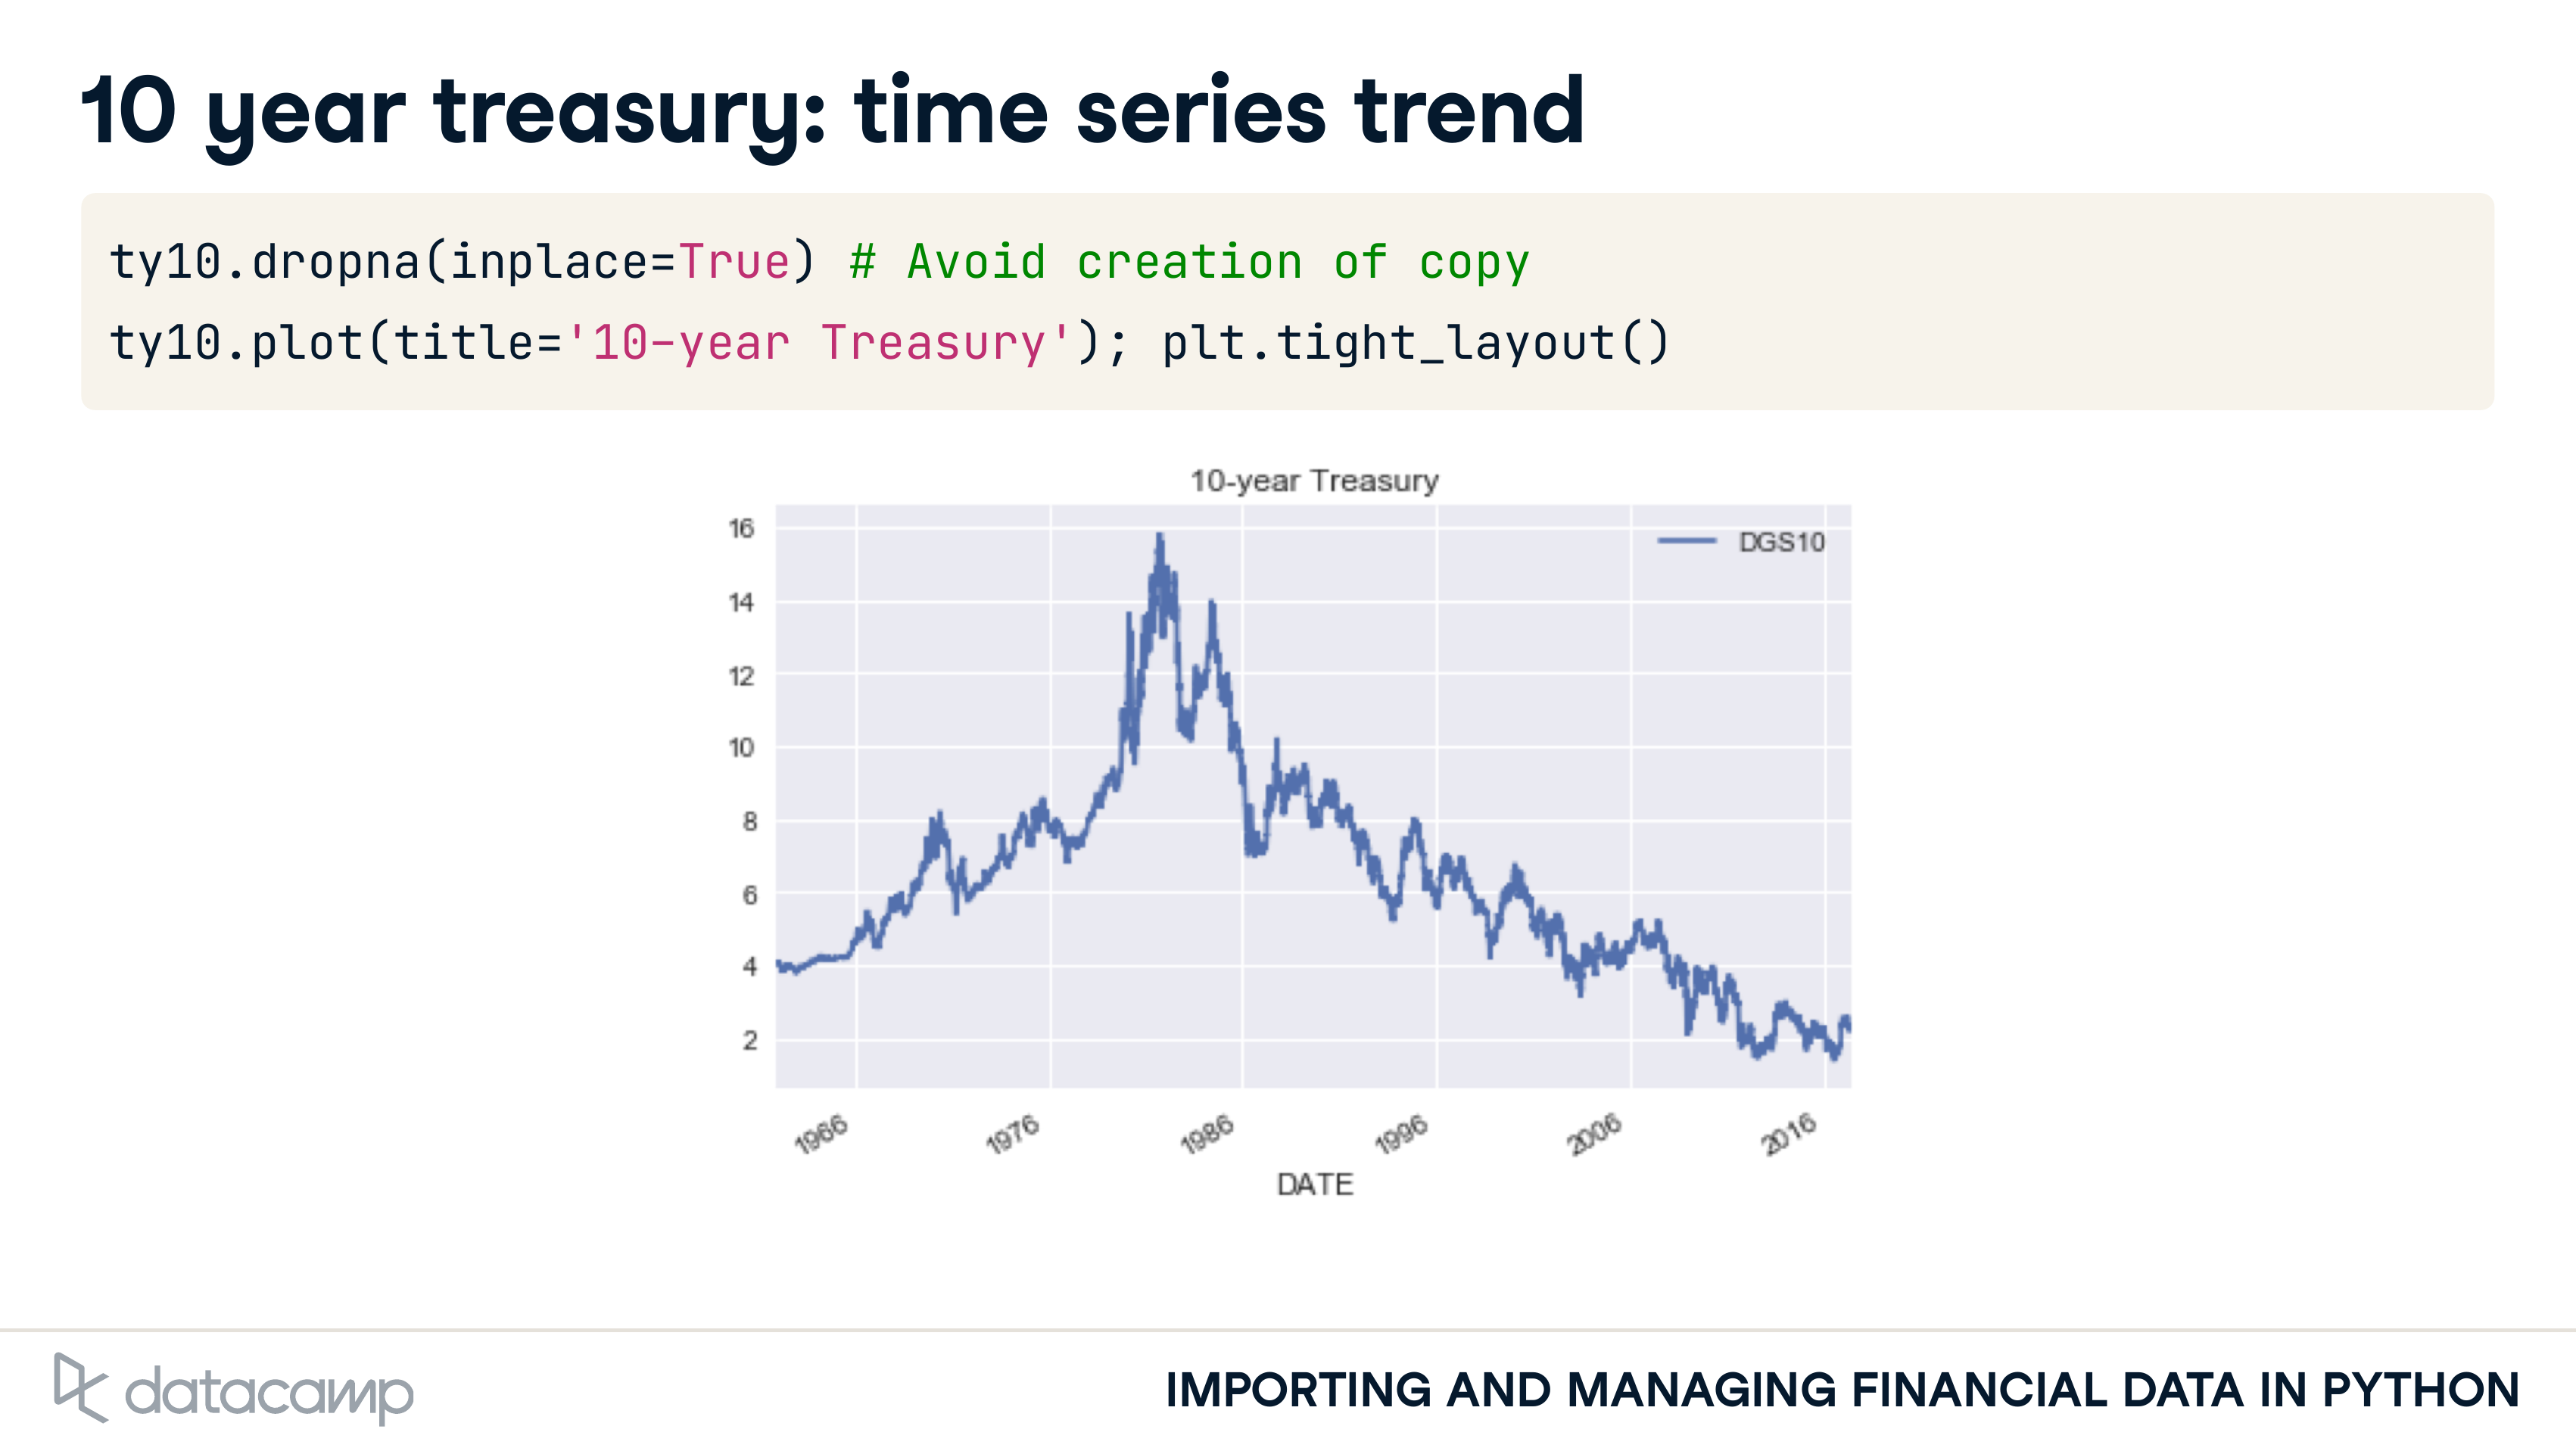 10 year treasury: time series trend
ty10.dropna(inplace=True) # Avoid creation of copy
ty10.plot(title='10-year Treasury'); plt.tight_layout()
10-year Treasury
DGS10
16
14
12
10
8
6
4
2
1966 1976 1986 1996 2006 2016
DATE
datacamp
IMPORTING AND MANAGING FINANCIAL DATA IN PYTHON